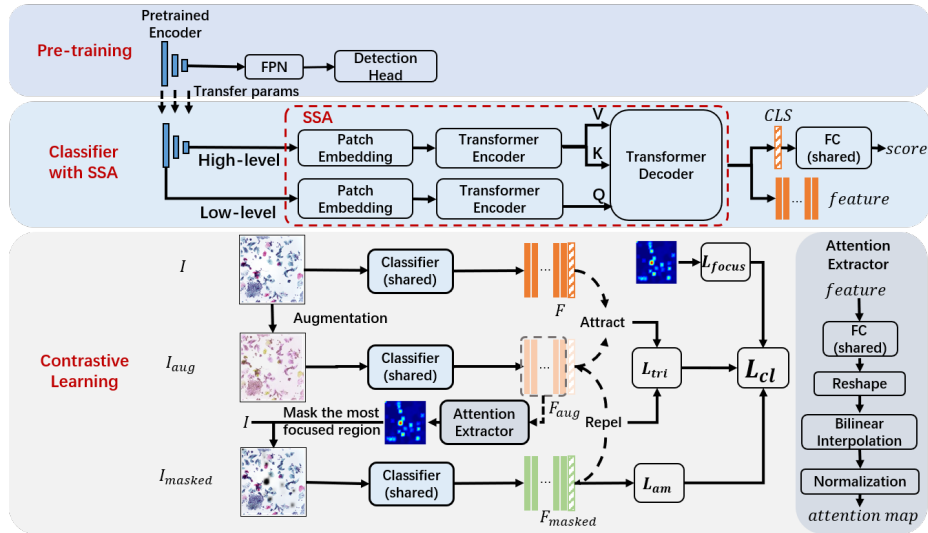 Pre-training
Pretrained
Encoder
FPN
Detection
Head
Transfer params
Classifier
with SSA
SSA
High-level
Low-level
Patch
Embedding
Transformer
Encoder
Patch
Embedding
Transformer
Encoder
V
K
Q
Transformer
Decoder
CLS
FC
(shared)
score
...
feature
Contrastive
Learning
I
Classifier
(shared)
...
F
Augmentation
I_aug
Classifier
(shared)
...
F_aug
I
Mask the most
focused region
Attention
Extractor
I_masked
Classifier
(shared)
...
F_masked
Attract
Repel
L_focus
L_tri
L_cl
L_am
Attention
Extractor
feature
FC
(shared)
Reshape
Bilinear
Interpolation
Normalization
attention map